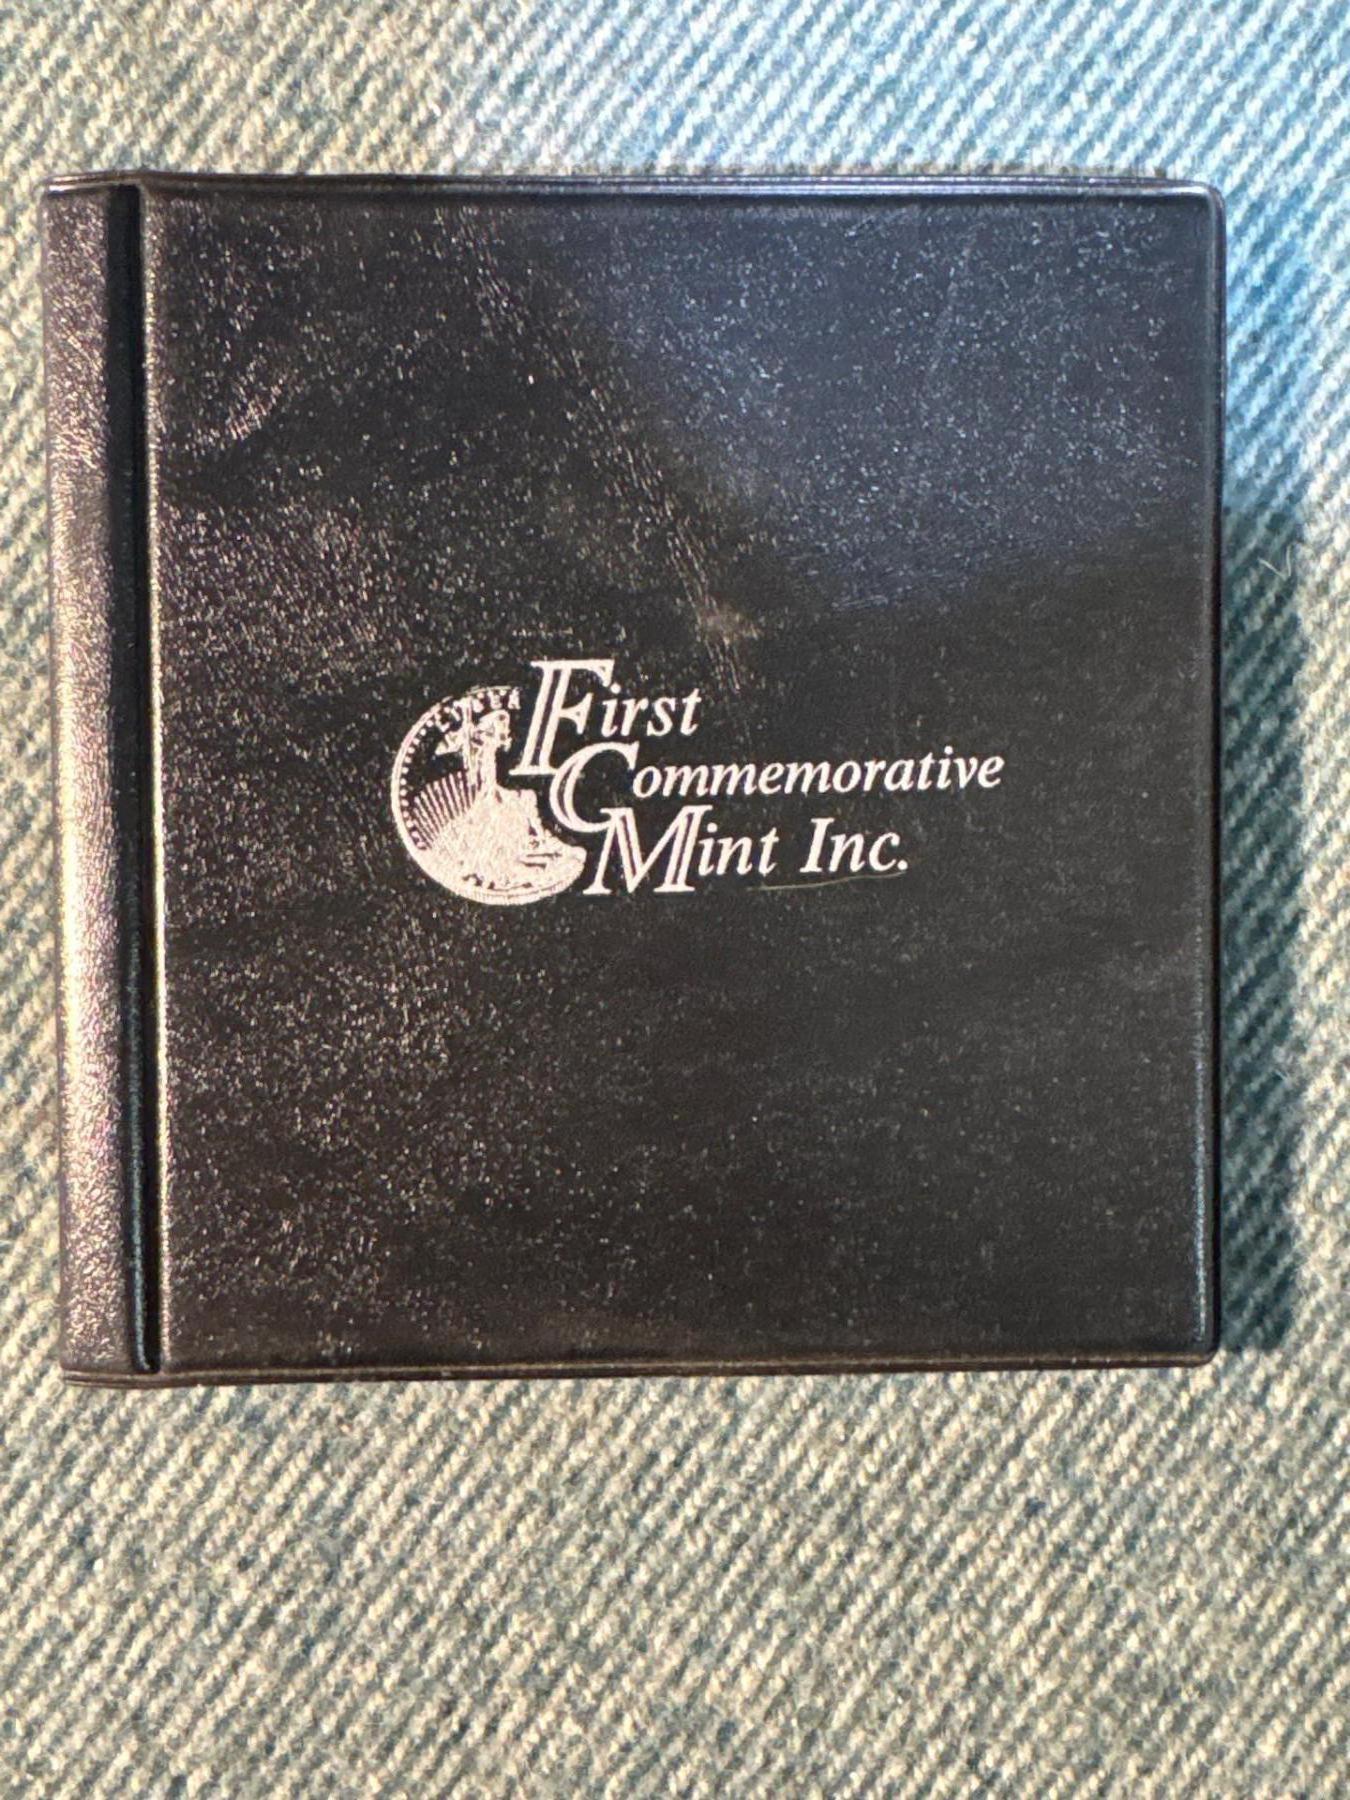 First
Commemorative
Mint Inc.